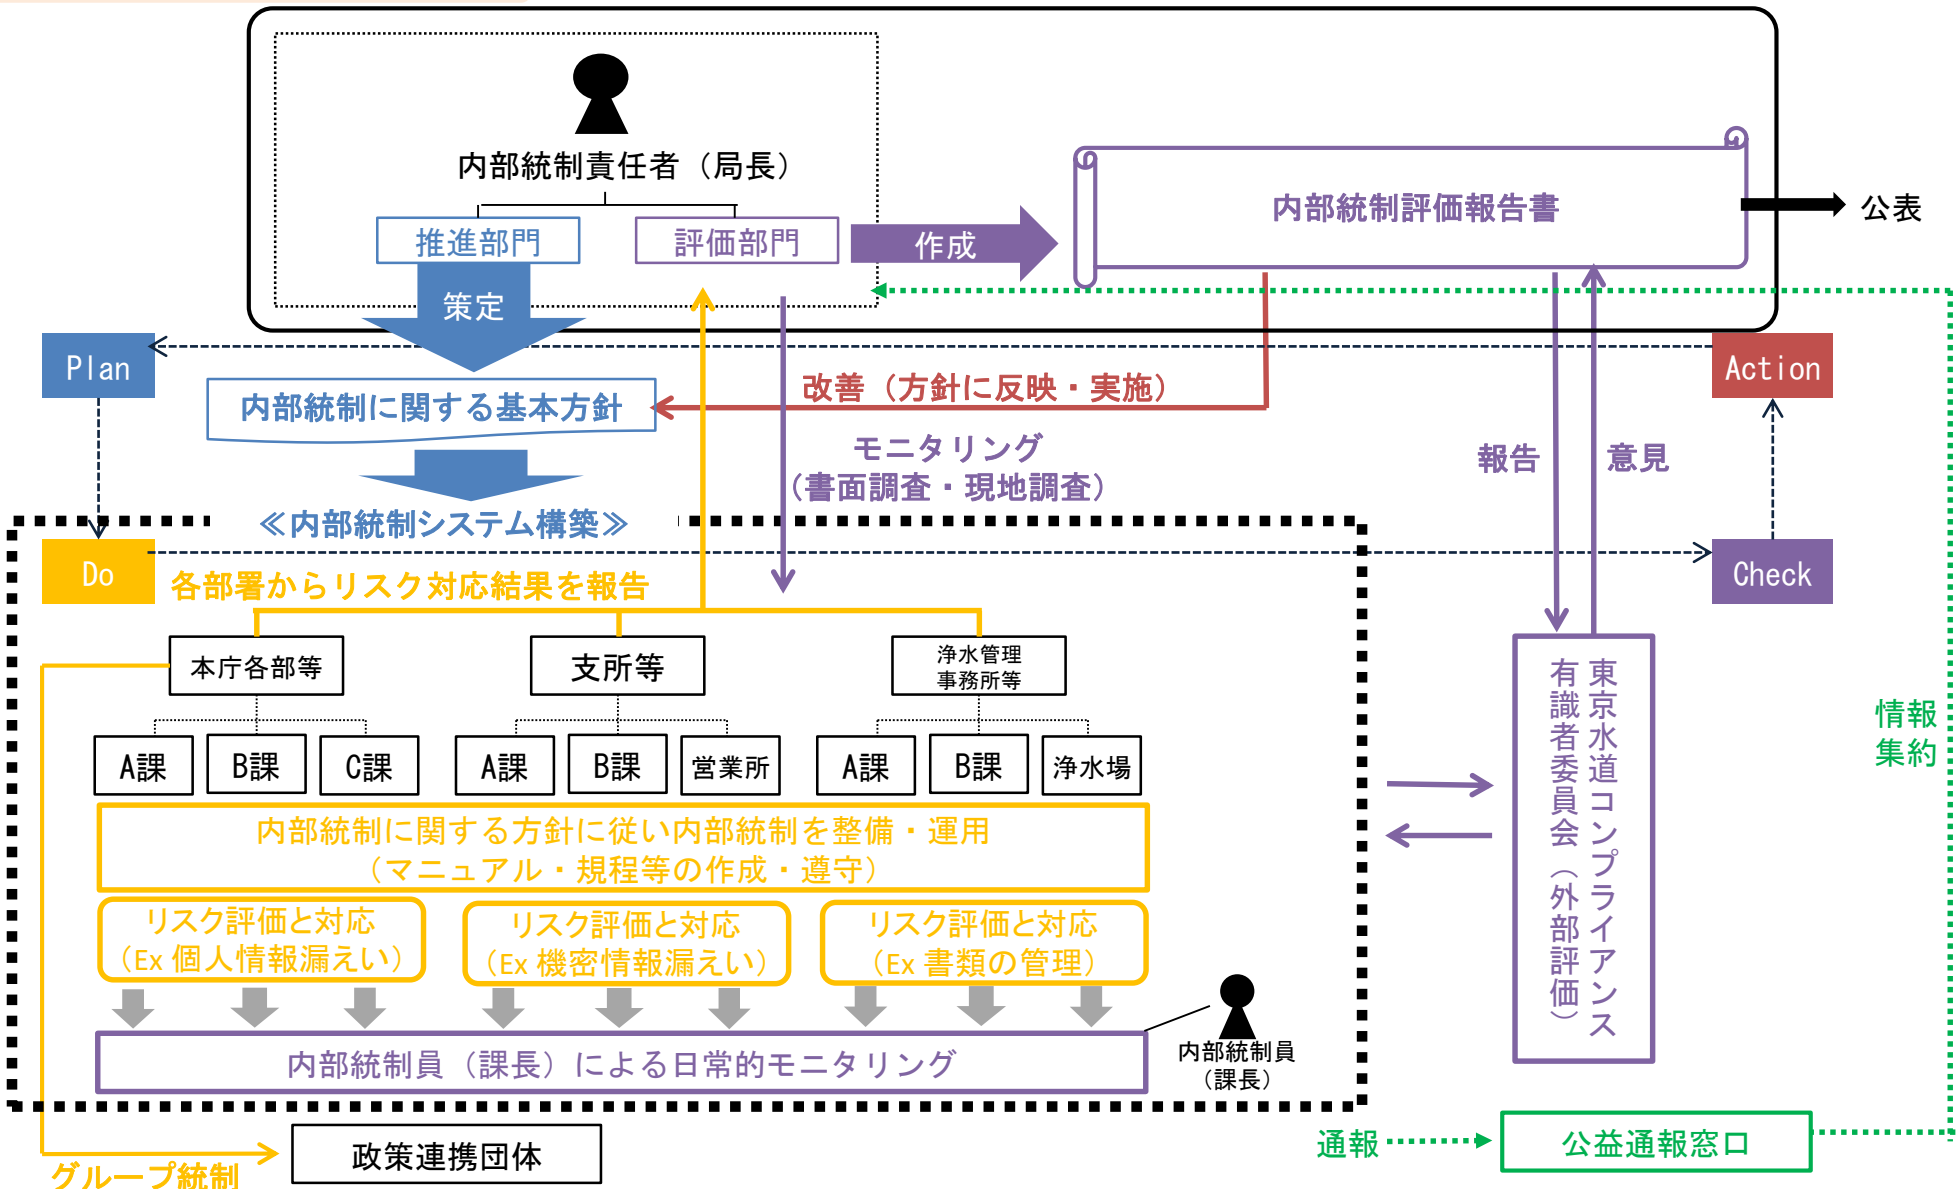 内部統制責任者（局長）
推進部門
評価部門
作成
内部統制評価報告書
公表
策定
Plan
Action
内部統制に関する基本方針
改善（方針に反映・実施）
モニタリング
（書面調査・現地調査）
報告
意見
≪内部統制システム構築≫
Do
Check
各部署からリスク対応結果を報告
本庁各部等
支所等
浄水管理
事務所等
A課
B課
C課
A課
B課
営業所
A課
B課
浄水場
内部統制に関する方針に従い内部統制を整備・運用
（マニュアル・規程等の作成・遵守）
リスク評価と対応
（Ex 個人情報漏えい）
リスク評価と対応
（Ex 機密情報漏えい）
リスク評価と対応
（Ex 書類の管理）
内部統制員（課長）による日常的モニタリング
内部統制員
（課長）
東京水道コンプライアンス
有識者委員会（外部評価）
情報
集約
グループ統制
政策連携団体
通報
公益通報窓口